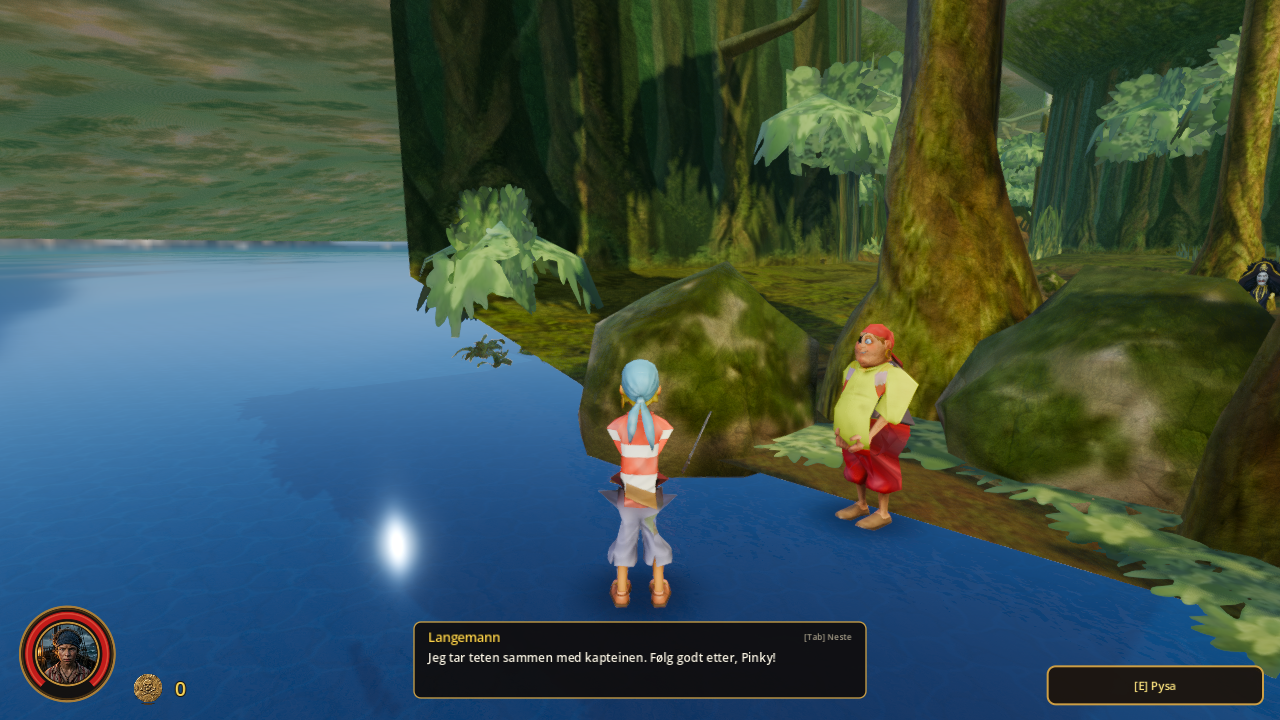 Langemann
[Tab] Neste
Jeg tar teten sammen med kapteinen. Følg godt etter, Pinky!
0
[E] Pysa